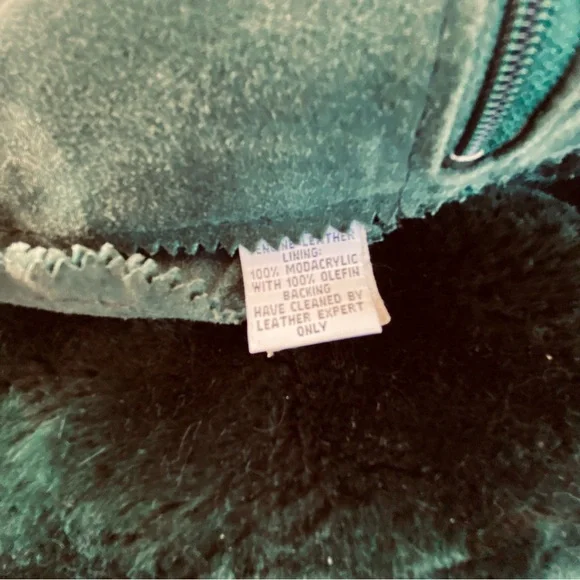 LEATHER
LINING:
100% MODACRYLIC
WITH 100% OLEFIN
BACKING
HAVE CLEANED BY
LEATHER EXPERT
ONLY